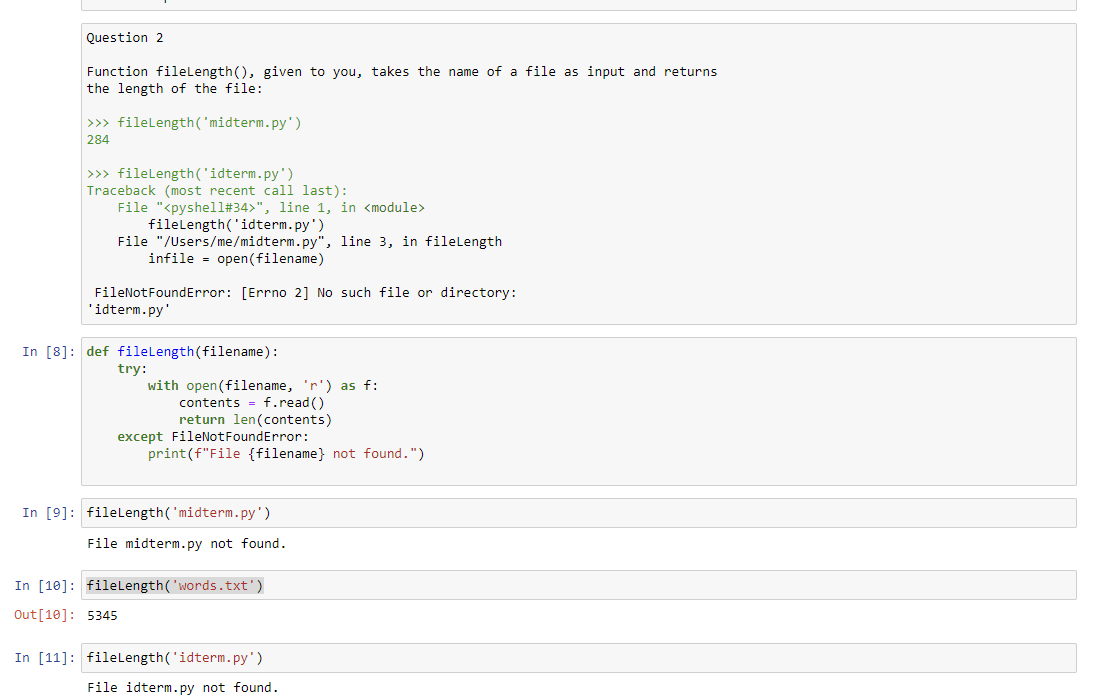 Question 2
Function fileLength(), given to you, takes the name of a file as input and returns
the length of the file:
>>> fileLength('midterm.py')
284
>>> fileLength('idterm.py')
Traceback (most recent call last):
    File "<pyshell#34>", line 1, in <module>
        fileLength('idterm.py')
    File "/Users/me/midterm.py", line 3, in fileLength
        infile = open(filename)
 FileNotFoundError: [Errno 2] No such file or directory:
'idterm.py'
In [8]: def fileLength(filename):
    try:
        with open(filename, 'r') as f:
            contents = f.read()
            return len(contents)
    except FileNotFoundError:
        print(f"File {filename} not found.")
In [9]: fileLength('midterm.py')
File midterm.py not found.
In [10]: fileLength('words.txt')
Out[10]: 5345
In [11]: fileLength('idterm.py')
File idterm.py not found.